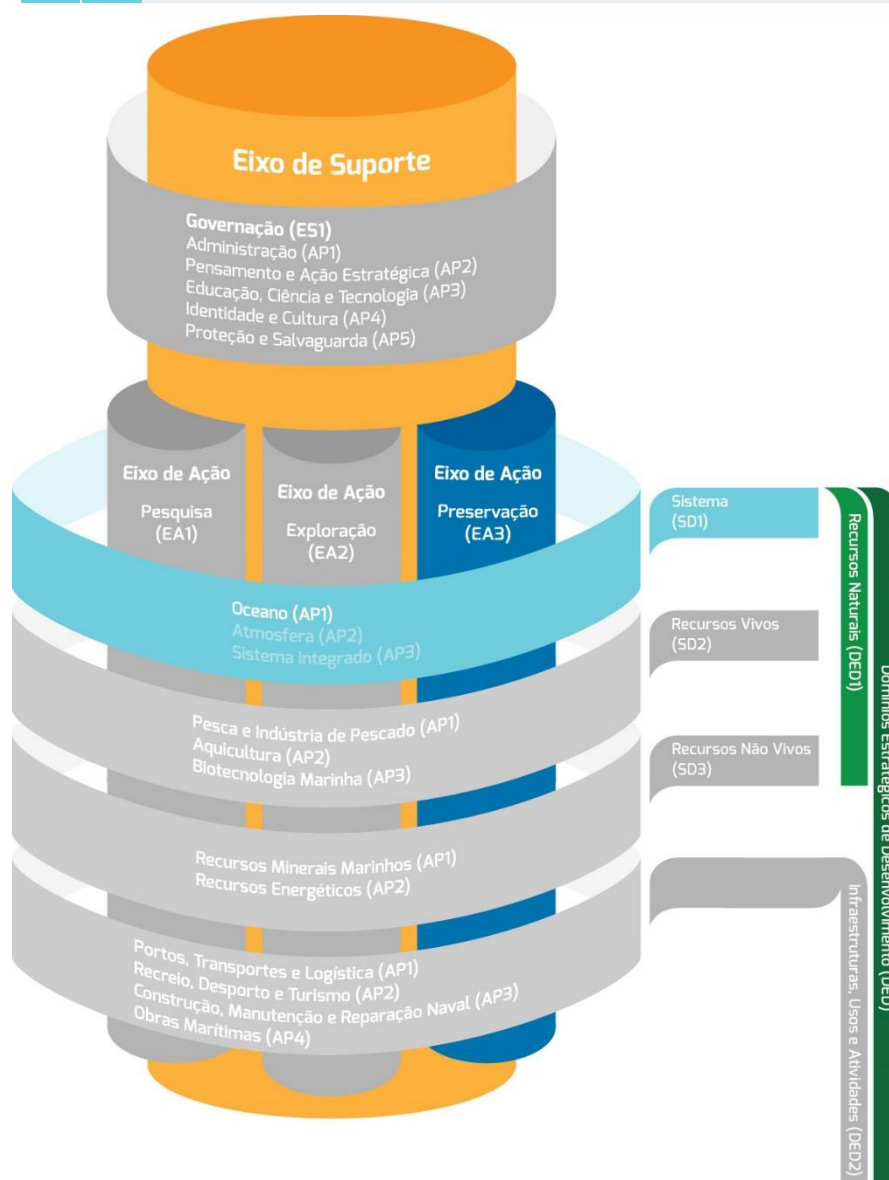 Eixo de Suporte
Governação (ES1)
Administração (AP1)
Pensamento e Ação Estratégica (AP2)
Educação, Ciência e Tecnologia (AP3)
Identidade e Cultura (AP4)
Proteção e Salvaguarda (AP5)
Eixo de Ação
Pesquisa
(EA1)
Eixo de Ação
Exploração
(EA2)
Eixo de Ação
Preservação
(EA3)
Oceano (AP1)
Atmosfera (AP2)
Sistema Integrado (AP3)
Pesca e Indústria de Pescado (AP1)
Aquicultura (AP2)
Biotecnologia Marinha (AP3)
Recursos Minerais Marinhos (AP1)
Recursos Energéticos (AP2)
Portos, Transportes e Logística (AP1)
Recreio, Desporto e Turismo (AP2)
Construção, Manutenção e Reparação Naval (AP3)
Obras Marítimas (AP4)
Sistema
(SD1)
Recursos Vivos
(SD2)
Recursos Não Vivos
(SD3)
Recursos Naturais (DED1)
Infraestruturas, Usos e Atividades (DED2)
Domínios Estratégicos de Desenvolvimento (DED)